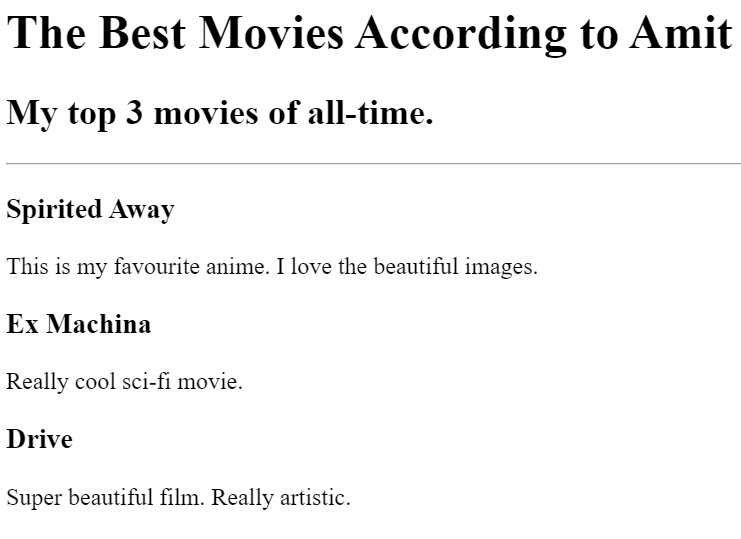 The Best Movies According to Amit
My top 3 movies of all-time.
Spirited Away
This is my favourite anime. I love the beautiful images.
Ex Machina
Really cool sci-fi movie.
Drive
Super beautiful film. Really artistic.